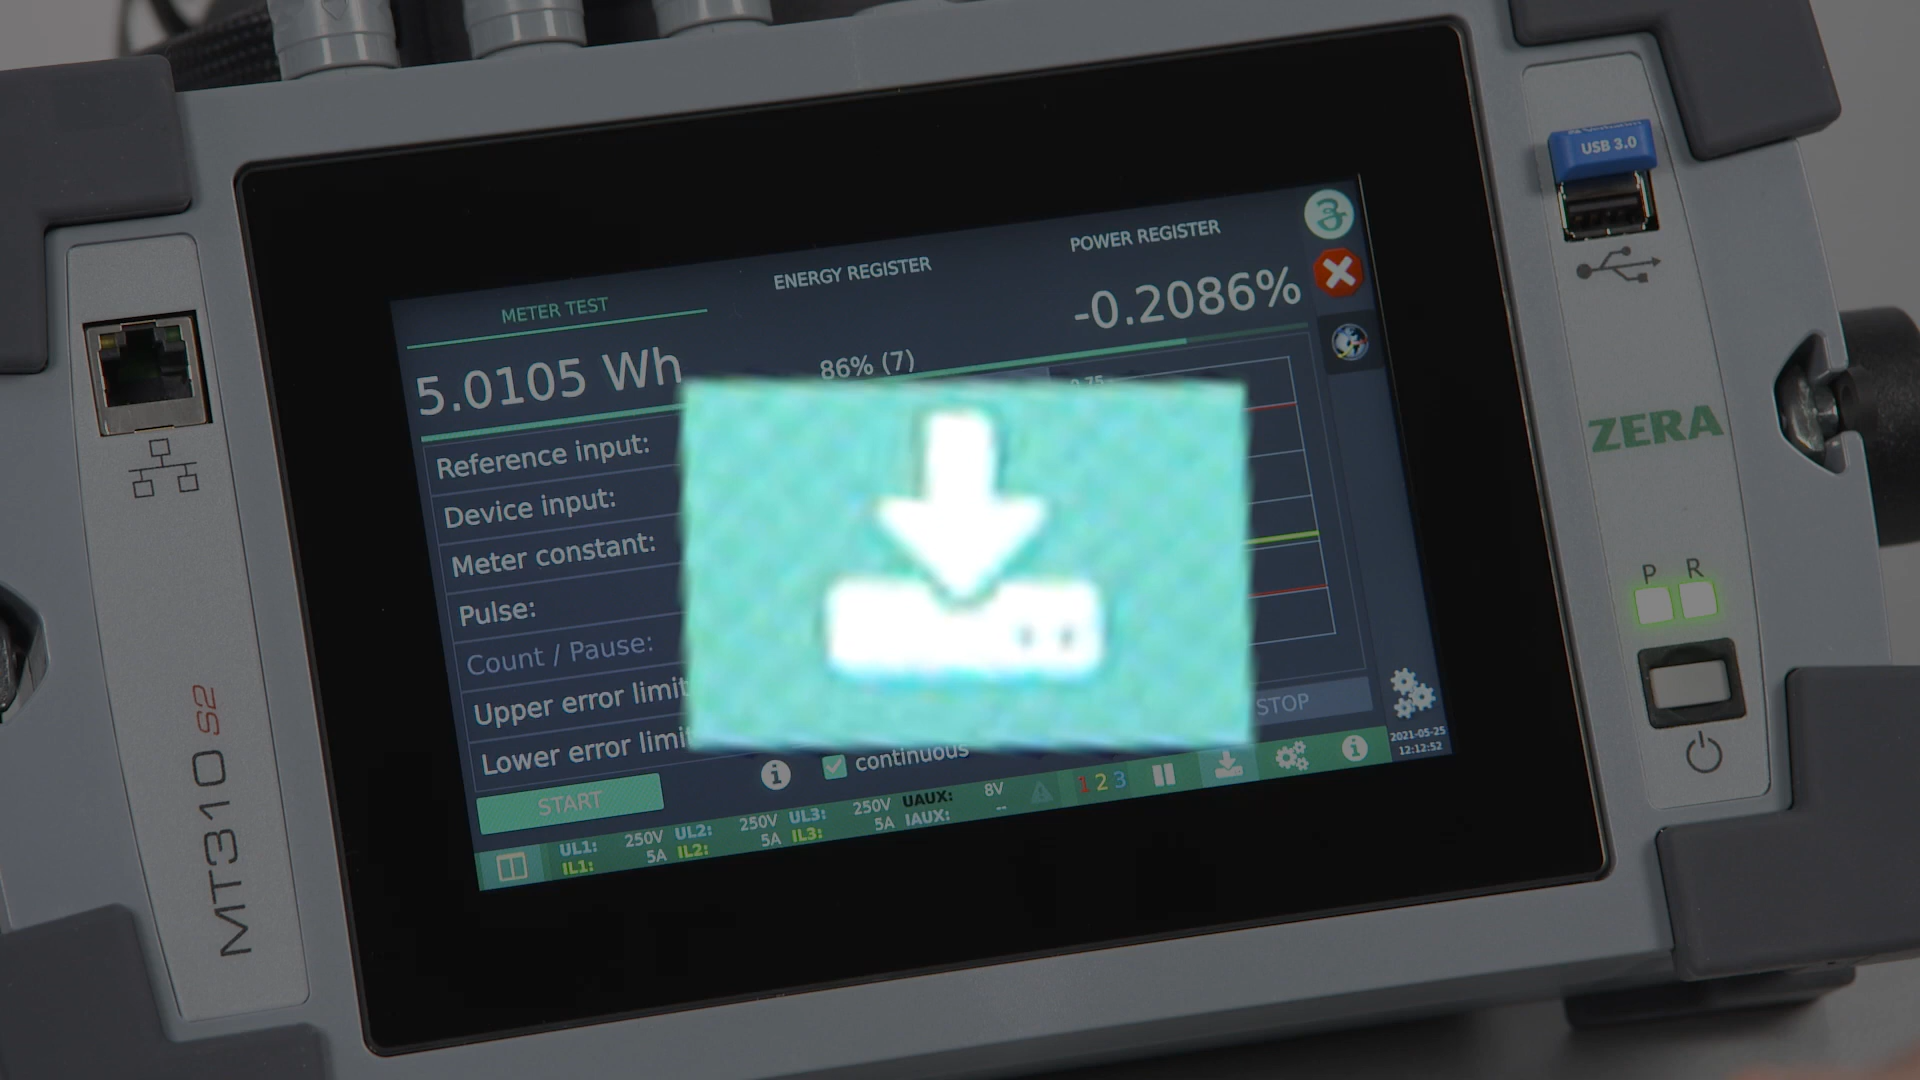 USB 3.0
METER TEST
ENERGY REGISTER
POWER REGISTER
5.0105 Wh
86% (7)
-0.2086%
Reference input:
Device input:
Meter constant:
Pulse:
Count / Pause:
Upper error limit
Lower error limit
START
continuous
STOP
2021-05-25
12:12:52
UL1: 250V UL2: 250V UL3: 250V UAUX: 8V
IL1: 5A IL2: 5A IL3: 5A IAUX: --
1 2 3
ZERA
P R
MT310 S2